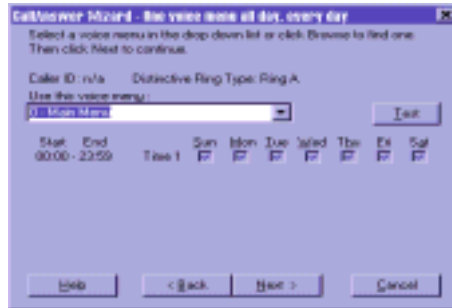 Call/Answer Wizard - One voice menu all day, every day
Select a voice menu in the drop down list or click Browse to find one.
Then click Next to continue.
Caller ID: n/a Distinctive Ring Type: Ring A
Use this voice menu:
0 - Main Menu
Test
Start End Sun Mon Tue Wed Thu Fri Sat
00:00 - 23:59 Time 1
Help < Back Next > Cancel